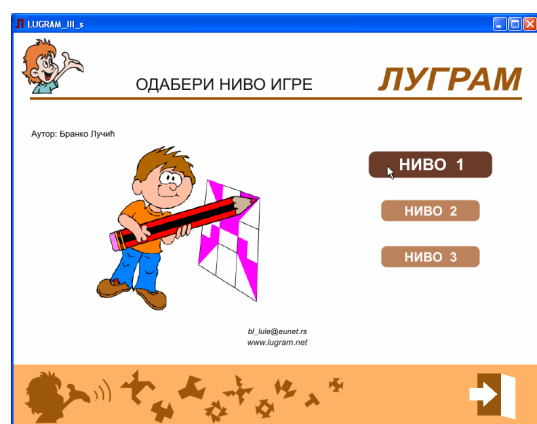 LUGRAM_III_s
ОДАБЕРИ НИВО ИГРЕ
ЛУГРАМ
Аутор: Бранко Лучић
НИВО 1
НИВО 2
НИВО 3
bl_lule@eunet.rs
www.lugram.net